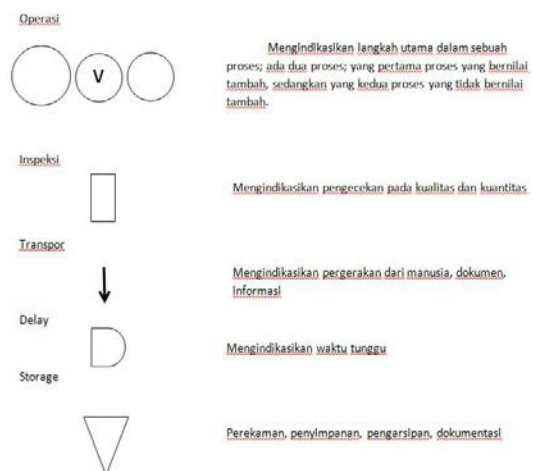 Operasi
V
Mengindikasikan langkah utama dalam sebuah
proses; ada dua proses; yang pertama proses yang bernilai
tambah, sedangkan yang kedua proses yang tidak bernilai
tambah.
Inspeksi
Mengindikasikan pengecekan pada kualitas dan kuantitas
Transpor
Mengindikasikan pergerakan dari manusia, dokumen,
informasi
Delay
Mengindikasikan waktu tunggu
Storage
Perekaman, penyimpanan, pengarsipan, dokumentasi